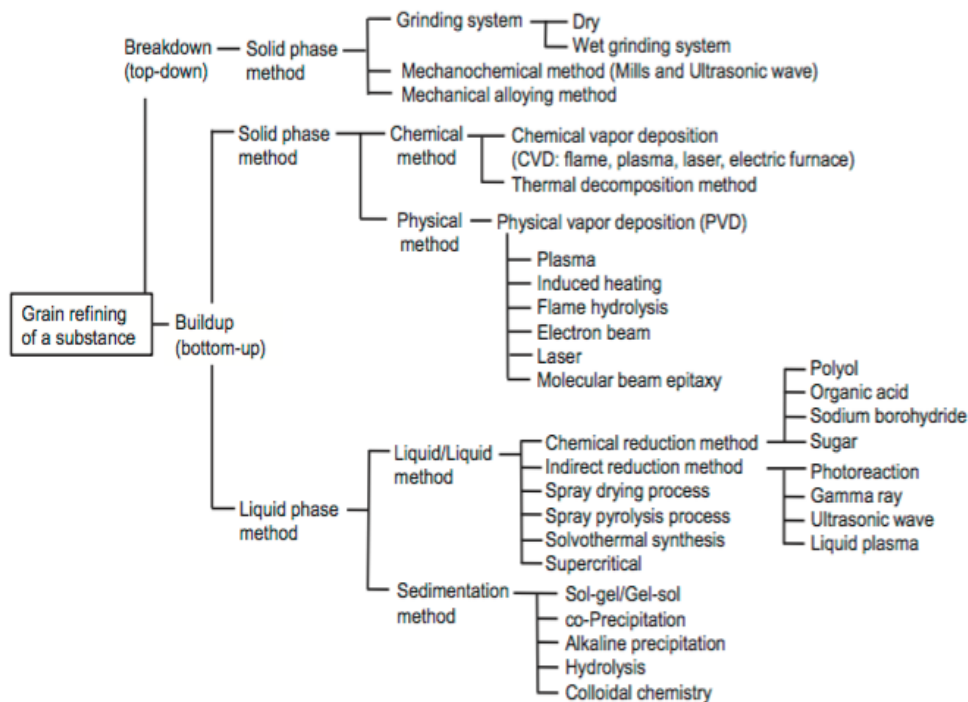 Grinding system
Dry
Wet grinding system
Breakdown
(top-down)
Solid phase
method
Mechanochemical method (Mills and Ultrasonic wave)
Mechanical alloying method
Solid phase
method
Chemical
method
Chemical vapor deposition
(CVD: flame, plasma, laser, electric furnace)
Thermal decomposition method
Physical
method
Physical vapor deposition (PVD)
Plasma
Induced heating
Flame hydrolysis
Electron beam
Laser
Molecular beam epitaxy
Grain refining
of a substance
Buildup
(bottom-up)
Liquid phase
method
Liquid/Liquid
method
Chemical reduction method
Polyol
Organic acid
Sodium borohydride
Sugar
Indirect reduction method
Photoreaction
Gamma ray
Ultrasonic wave
Liquid plasma
Spray drying process
Spray pyrolysis process
Solvothermal synthesis
Supercritical
Sedimentation
method
Sol-gel/Gel-sol
co-Precipitation
Alkaline precipitation
Hydrolysis
Colloidal chemistry